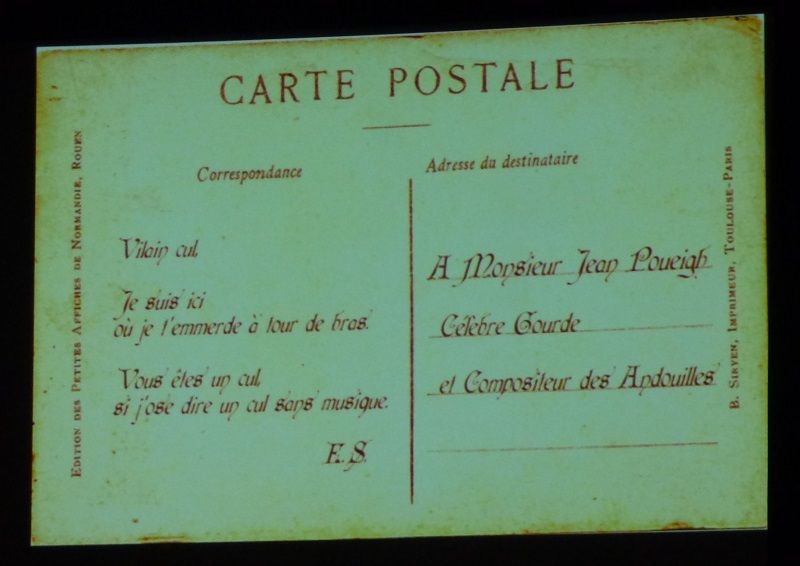 CARTE POSTALE
Correspondance
Adresse du destinataire
Vilain cul,
Je suis ici
où je t'emmerde à tour de bras.
Vous êtes un cul,
si j'ose dire un cul sans musique.
E. S.
A Monsieur Jean Poueigh
Célèbre Gourde
et Compositeur des Andouilles
EDITION DES PETITES AFFICHES DE NORMANDIE, ROUEN
B. SIRVEN, IMPRIMEUR, TOULOUSE-PARIS